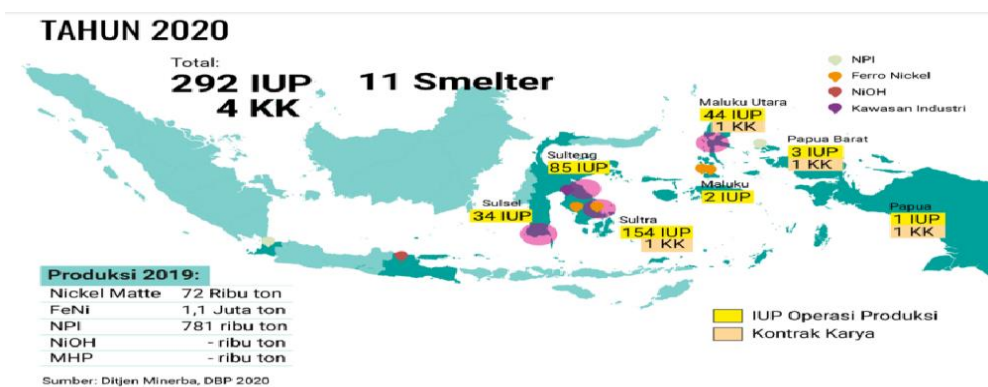 TAHUN 2020
Total:
292 IUP
4 KK
11 Smelter
NPI
Ferro Nickel
NiOH
Kawasan Industri
Maluku Utara
44 IUP
1 KK
Papua Barat
3 IUP
1 KK
Sulteng
85 IUP
Maluku
2 IUP
Sulsel
34 IUP
Sultra
154 IUP
1 KK
Papua
1 IUP
1 KK
Produksi 2019:
Nickel Matte 72 Ribu ton
FeNi 1,1 Juta ton
NPI 781 ribu ton
NiOH - ribu ton
MHP - ribu ton
IUP Operasi Produksi
Kontrak Karya
Sumber: Ditjen Minerba, DBP 2020